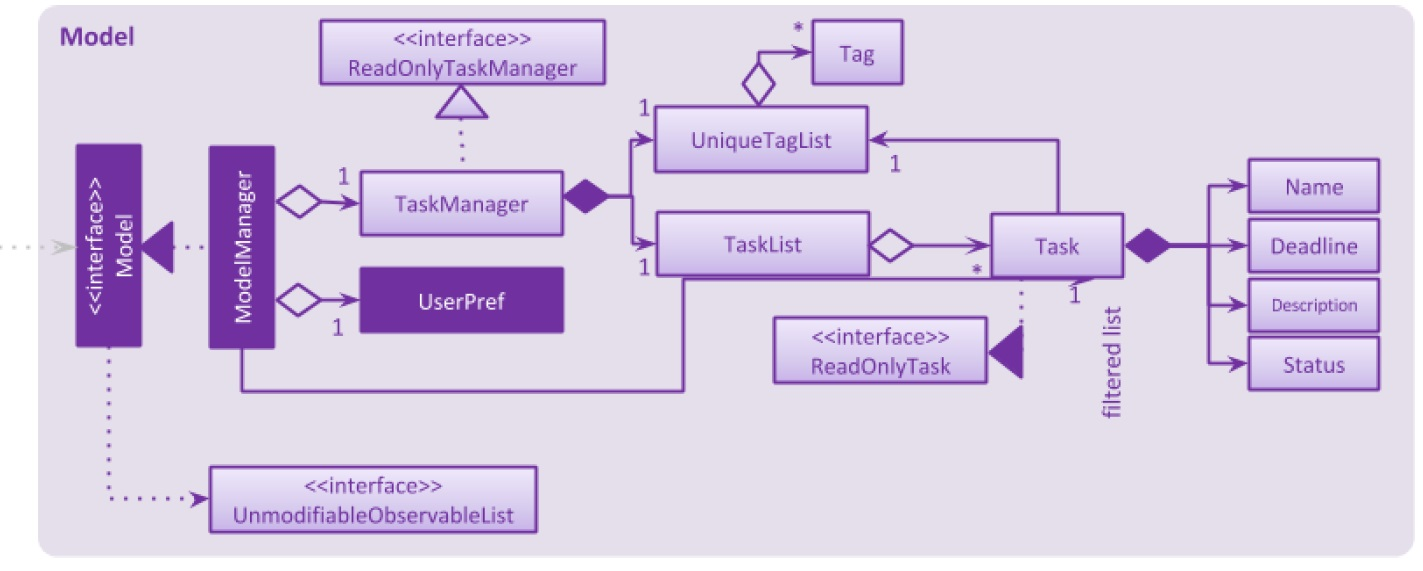 Model
<<interface>>
ReadOnlyTaskManager
*
Tag
1
UniqueTagList
1
<<interface>>
Model
ModelManager
1
TaskManager
Name
TaskList
1
*
Task
Deadline
UserPref
1
1
Description
<<interface>>
ReadOnlyTask
filtered list
Status
<<interface>>
UnmodifiableObservableList